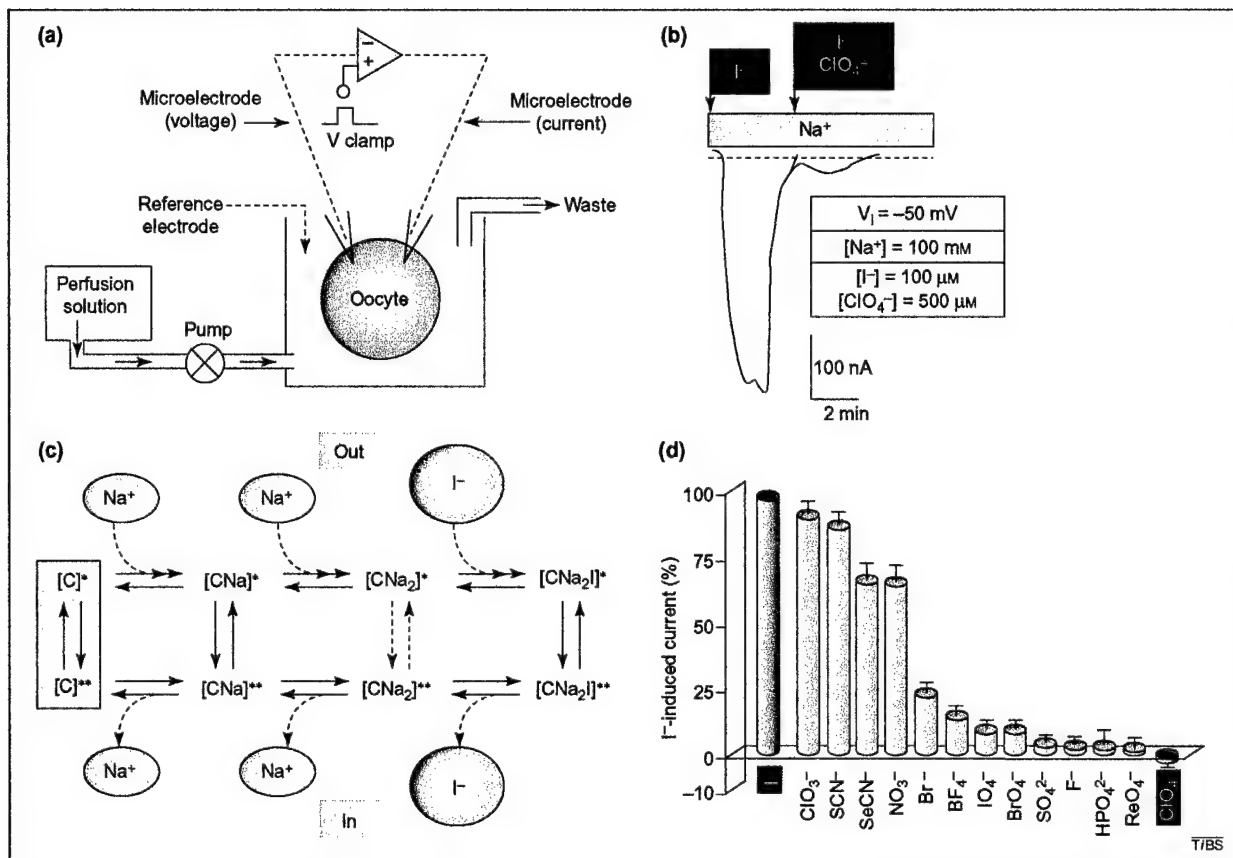 (a)
−
+
Microelectrode
(voltage)
V clamp
Microelectrode
(current)
Reference
electrode
Waste
Perfusion
solution
Pump
Oocyte
(b)
I⁻
I⁻
ClO₄⁻
Na⁺
Vⱼ = –50 mV
[Na⁺] = 100 mM
[I⁻] = 100 μM
[ClO₄⁻] = 500 μM
100 nA
2 min
(c)
Out
Na⁺ Na⁺ I⁻
[C]* [CNa]* [CNa₂]* [CNa₂I]*
[C]** [CNa]** [CNa₂]** [CNa₂I]**
Na⁺ Na⁺ I⁻
In
(d)
I⁻-induced current (%)
100
75
50
25
0
–10
I⁻ ClO₃⁻ SCN⁻ SeCN⁻ NO₃⁻ Br⁻ BF₄⁻ IO₄⁻ BrO₄⁻ SO₄²⁻ F⁻ HPO₄²⁻ ReO₄⁻ ClO₄⁻
TiBS